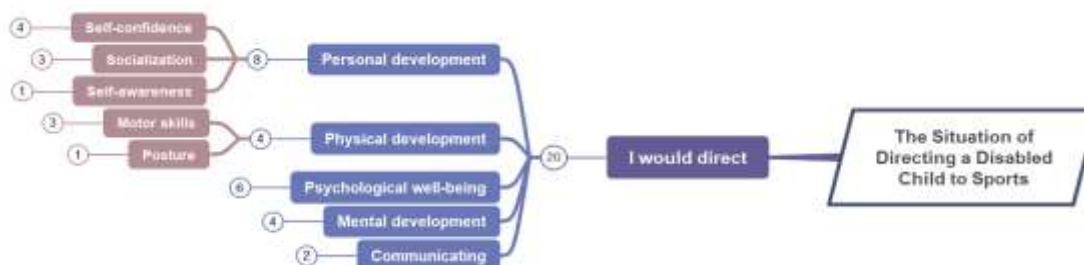 4
Self-confidence
3
Socialization
8
Personal development
1
Self-awareness
3
Motor skills
4
Physical development
1
Posture
20
I would direct
The Situation of
Directing a Disabled
Child to Sports
6
Psychological well-being
4
Mental development
2
Communicating